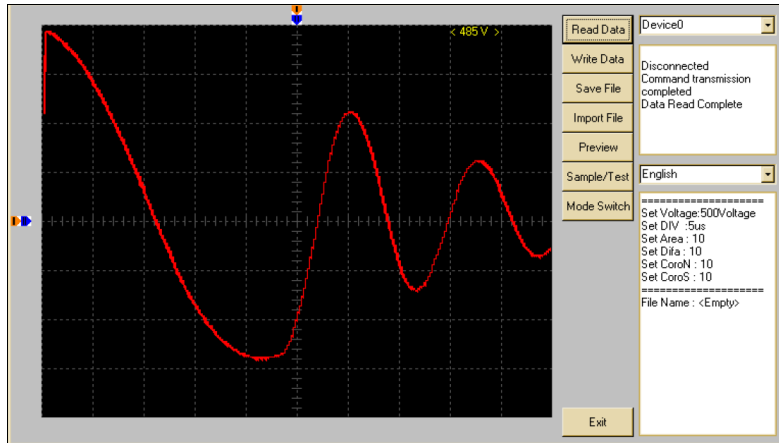 < 485 V >
Read Data
Write Data
Save File
Import File
Preview
Sample/Test
Mode Switch
Exit
Device0
Disconnected
Command transmission
completed
Data Read Complete
English
====================
Set Voltage:500Voltage
Set DIV :5us
Set Area : 10
Set Difa : 10
Set CoroN : 10
Set CoroS : 10
====================
File Name : <Empty>